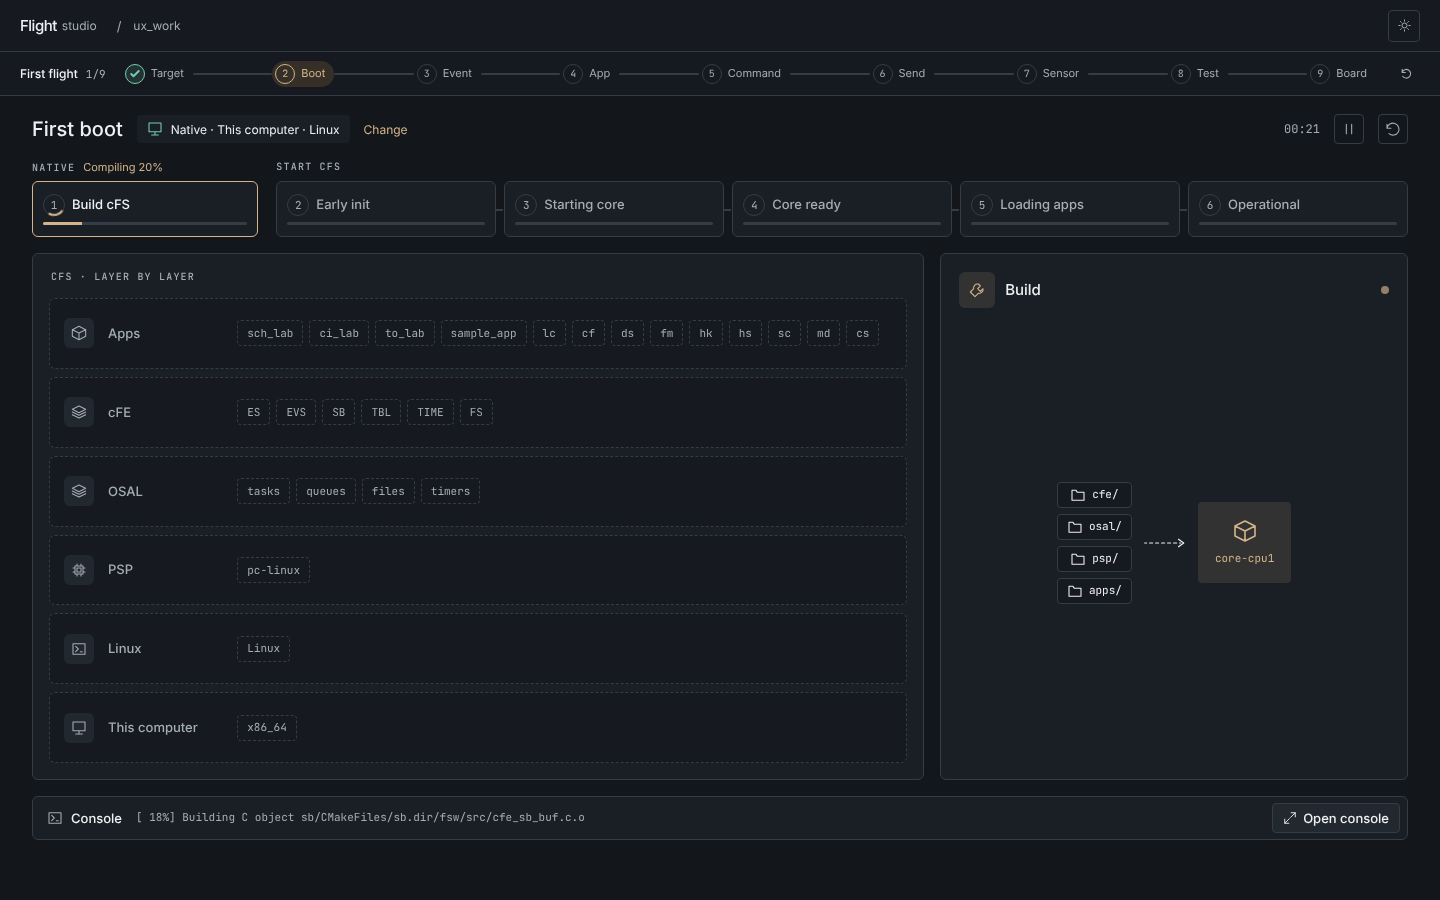 Flight studio / ux_work
First flight 1/9 Target 2 Boot 3 Event 4 App 5 Command 6 Send 7 Sensor 8 Test 9 Board
First boot Native · This computer · Linux Change 00:21
NATIVE Compiling 20% START CFS
1 Build cFS 2 Early init 3 Starting core 4 Core ready 5 Loading apps 6 Operational
CFS · LAYER BY LAYER
Apps sch_lab ci_lab to_lab sample_app lc cf ds fm hk hs sc md cs
cFE ES EVS SB TBL TIME FS
OSAL tasks queues files timers
PSP pc-linux
Linux Linux
This computer x86_64
Build
cfe/
osal/
psp/
apps/
core-cpu1
Console [ 18%] Building C object sb/CMakeFiles/sb.dir/fsw/src/cfe_sb_buf.c.o Open console